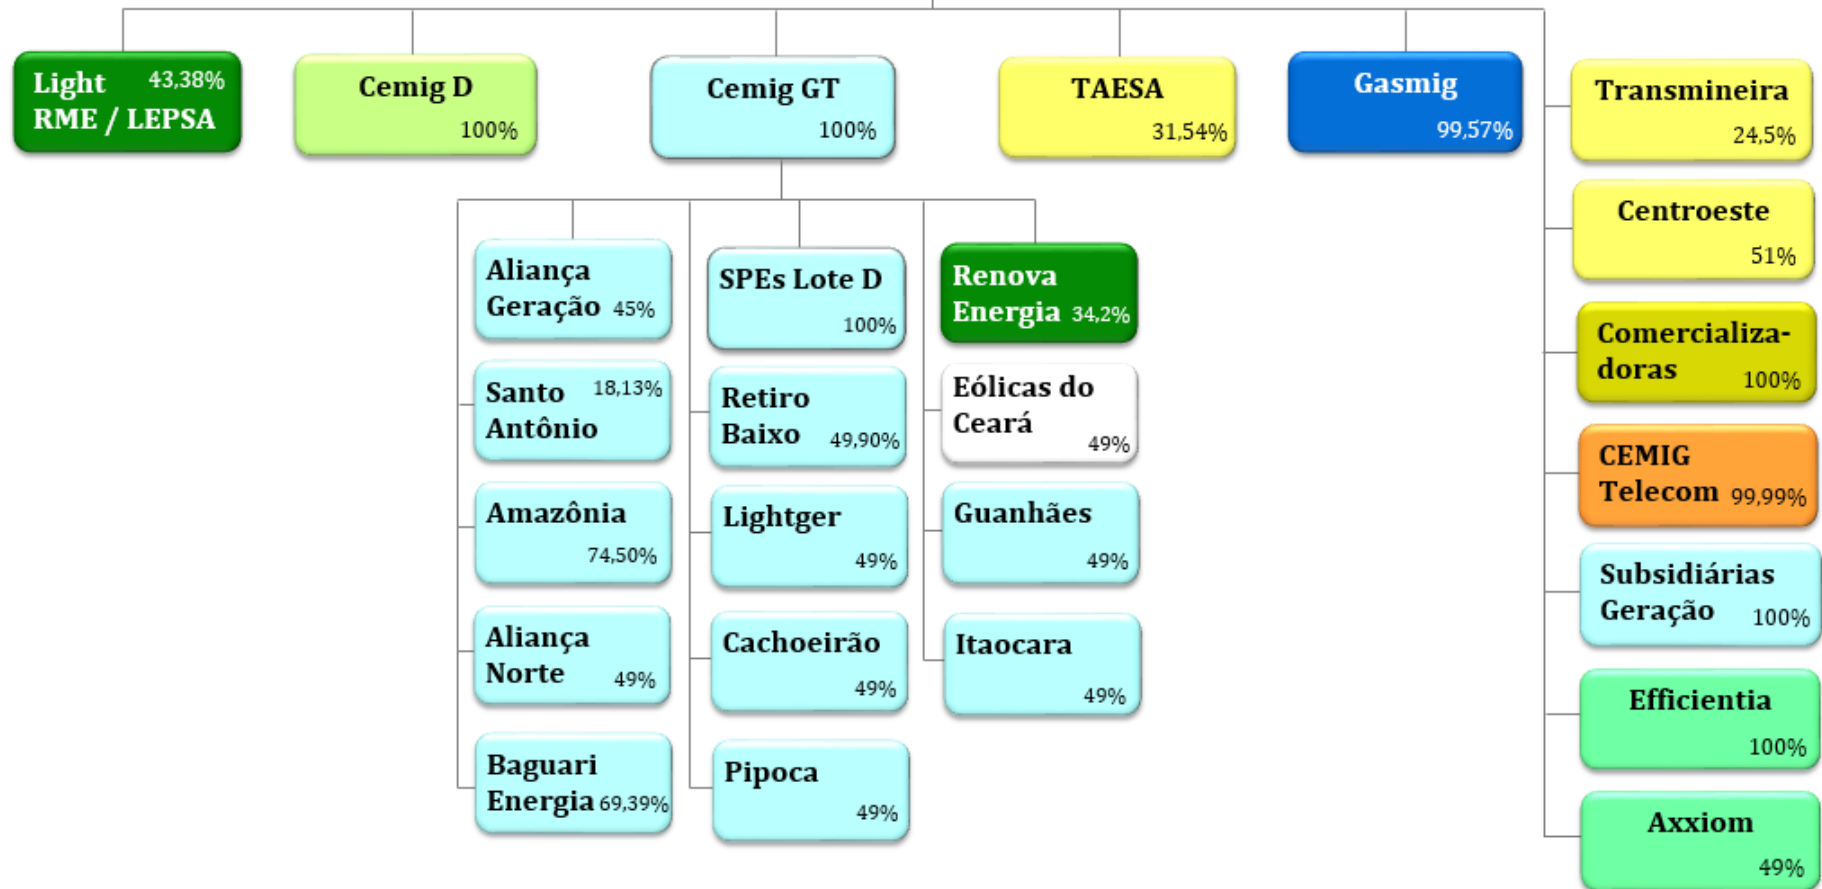 Light 43,38%
RME / LEPSA
Cemig D
100%
Cemig GT
100%
TAESA
31,54%
Gasmig
99,57%
Transmineira
24,5%
Centroeste
51%
Comercializa-
doras 100%
CEMIG
Telecom 99,99%
Subsidiárias
Geração 100%
Efficientia
100%
Axxiom
49%
Aliança
Geração 45%
Santo 18,13%
Antônio
Amazônia
74,50%
Aliança
Norte 49%
Baguari
Energia 69,39%
SPEs Lote D
100%
Retiro
Baixo 49,90%
Lightger
49%
Cachoeirão
49%
Pipoca
49%
Renova
Energia 34,2%
Eólicas do
Ceará 49%
Guanhães
49%
Itaocara
49%